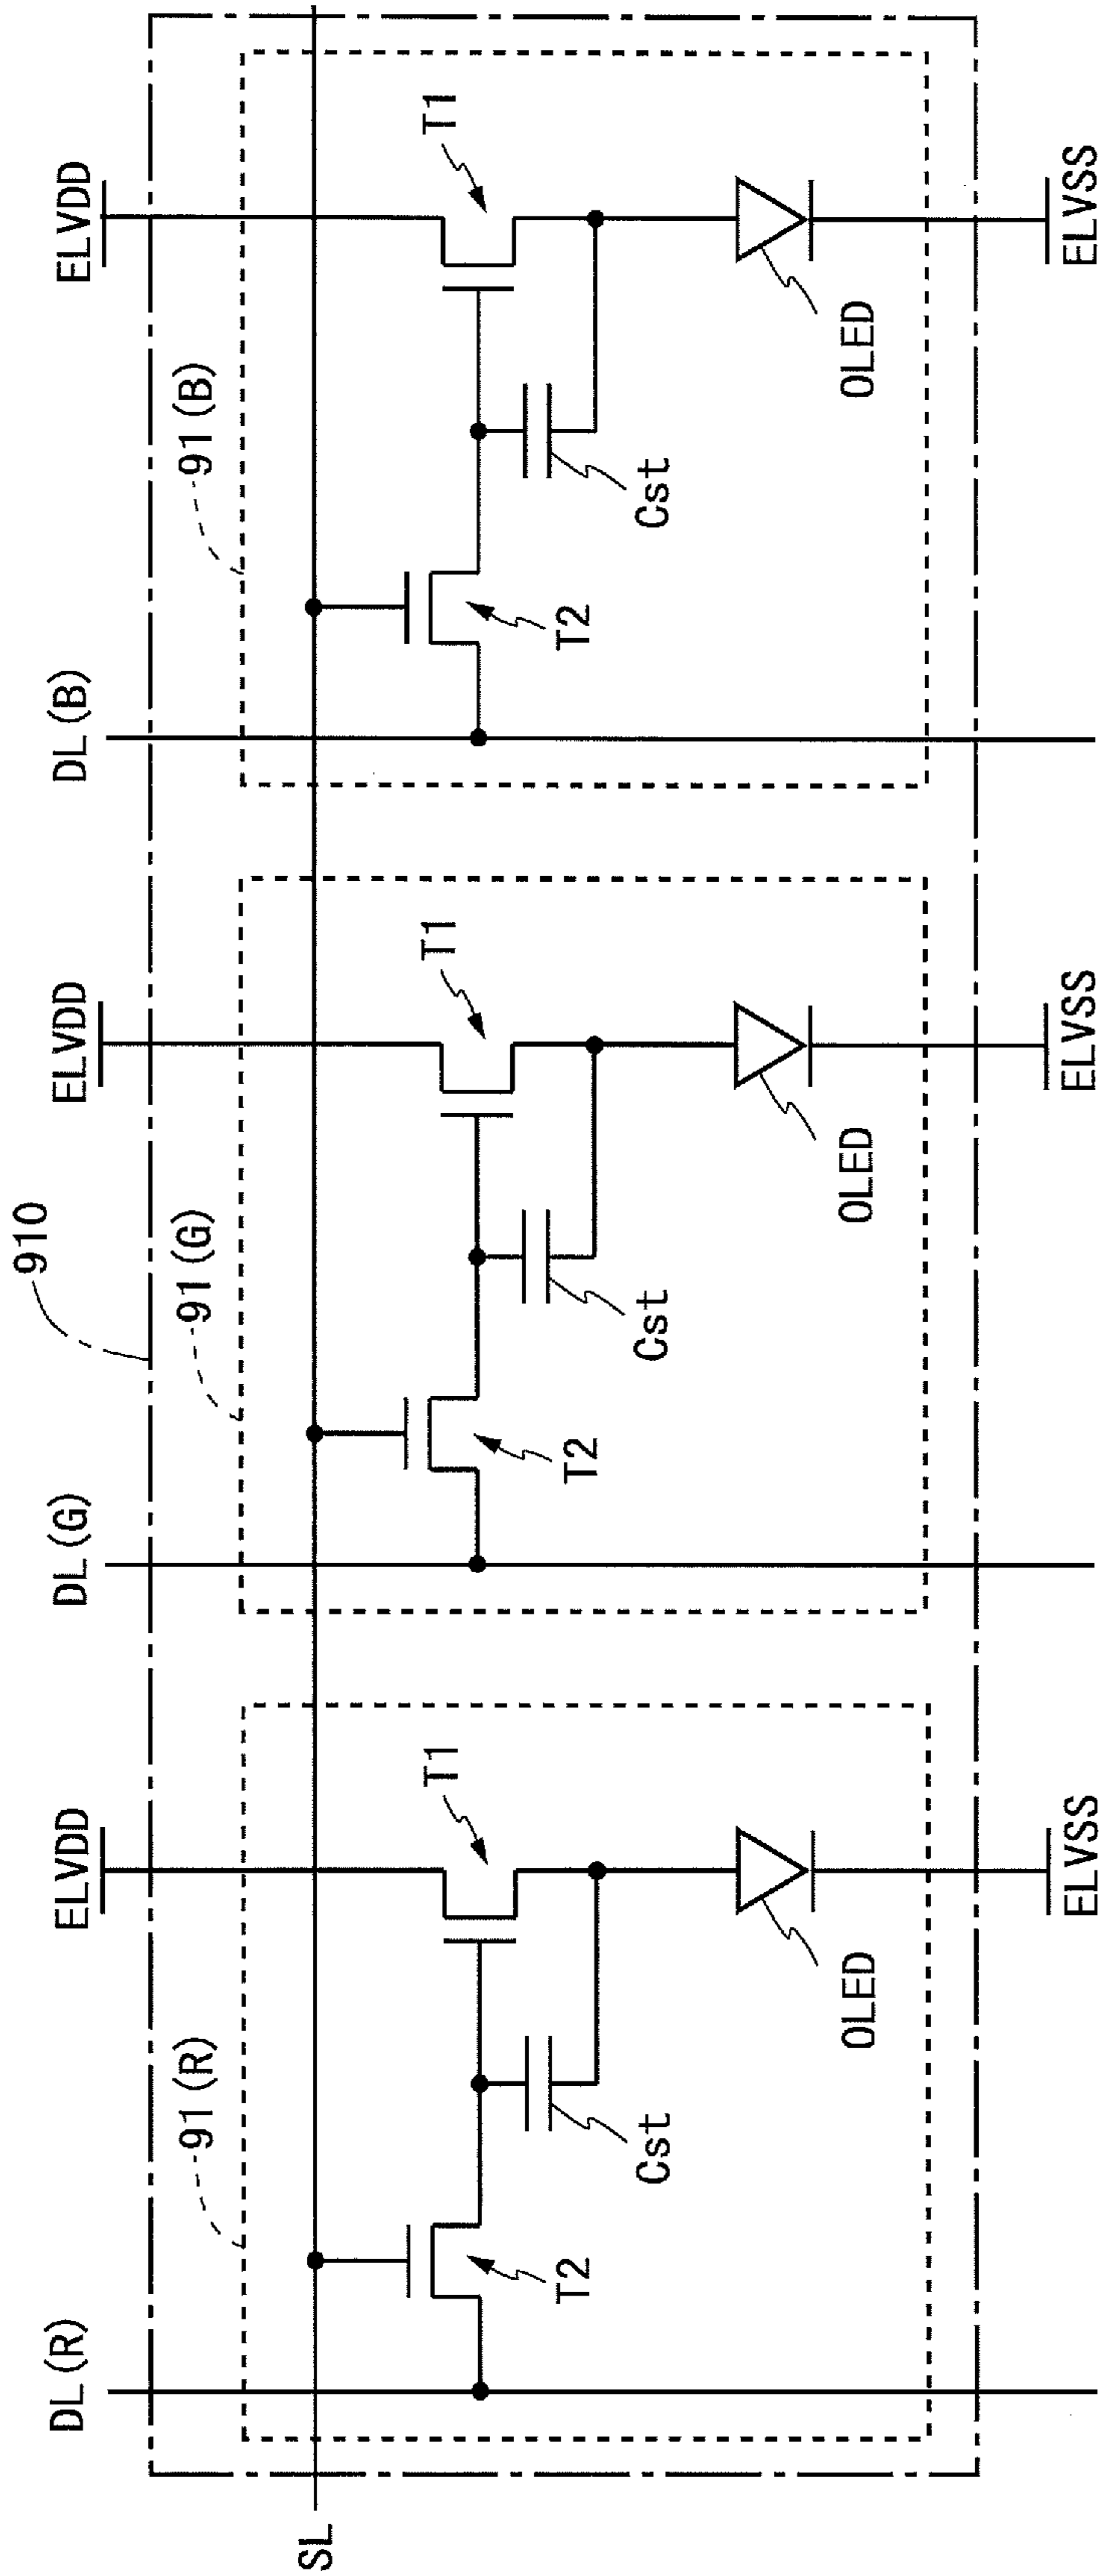 910
DL(R)
ELVDD
DL(G)
ELVDD
DL(B)
ELVDD
91(R)
91(G)
91(B)
SL
T1
T1
T1
T2
Cst
T2
Cst
T2
Cst
OLED
OLED
OLED
ELVSS
ELVSS
ELVSS